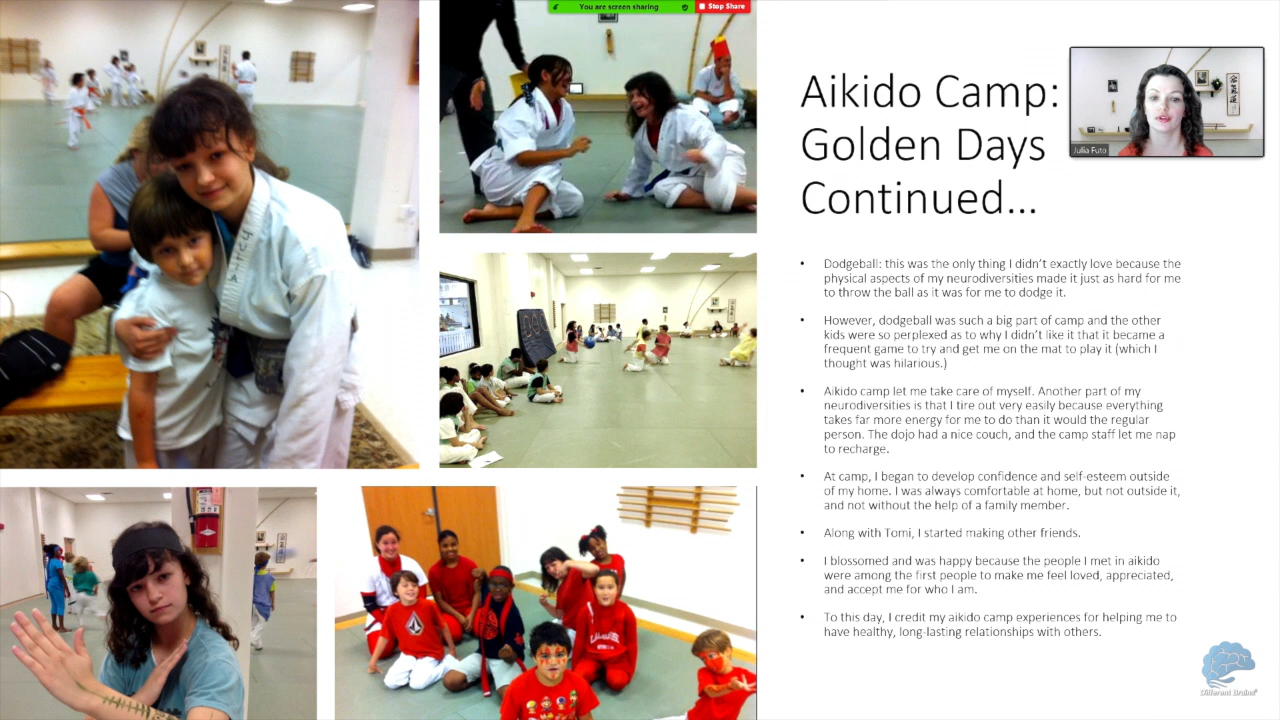 You are screen sharing
Stop Share
Aikido Camp:
Golden Days
Continued...
Julia Futo
• Dodgeball: this was the only thing I didn't exactly love because the
physical aspects of my neurodiversities made it just as hard for me
to throw the ball as it was for me to dodge it.
• However, dodgeball was such a big part of camp and the other
kids were so perplexed as to why I didn't like it that it became a
frequent game to try and get me on the mat to play it (which I
thought was hilarious.)
• Aikido camp let me take care of myself. Another part of my
neurodiversities is that I tire out very easily because everything
takes far more energy for me to do than it would the regular
person. The dojo had a nice couch, and the camp staff let me nap
to recharge.
• At camp, I began to develop confidence and self-esteem outside
of my home. I was always comfortable at home, but not outside it,
and not without the help of a family member.
• Along with Tomi, I started making other friends.
• I blossomed and was happy because the people I met in aikido
were among the first people to make me feel loved, appreciated,
and accept me for who I am.
• To this day, I credit my aikido camp experiences for helping me to
have healthy, long-lasting relationships with others.
Different Brains